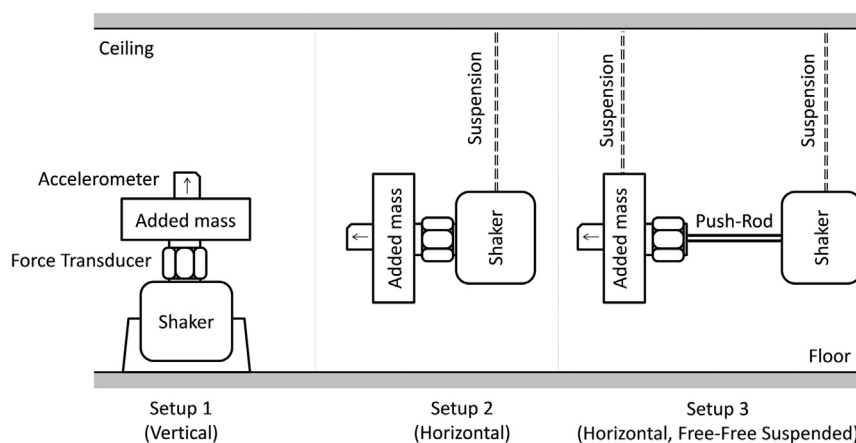 Ceiling
Accelerometer
Added mass
Force Transducer
Shaker
Suspension
Added mass
Shaker
Suspension
Suspension
Added mass
Push-Rod
Shaker
Floor
Setup 1
(Vertical)
Setup 2
(Horizontal)
Setup 3
(Horizontal, Free-Free Suspended)